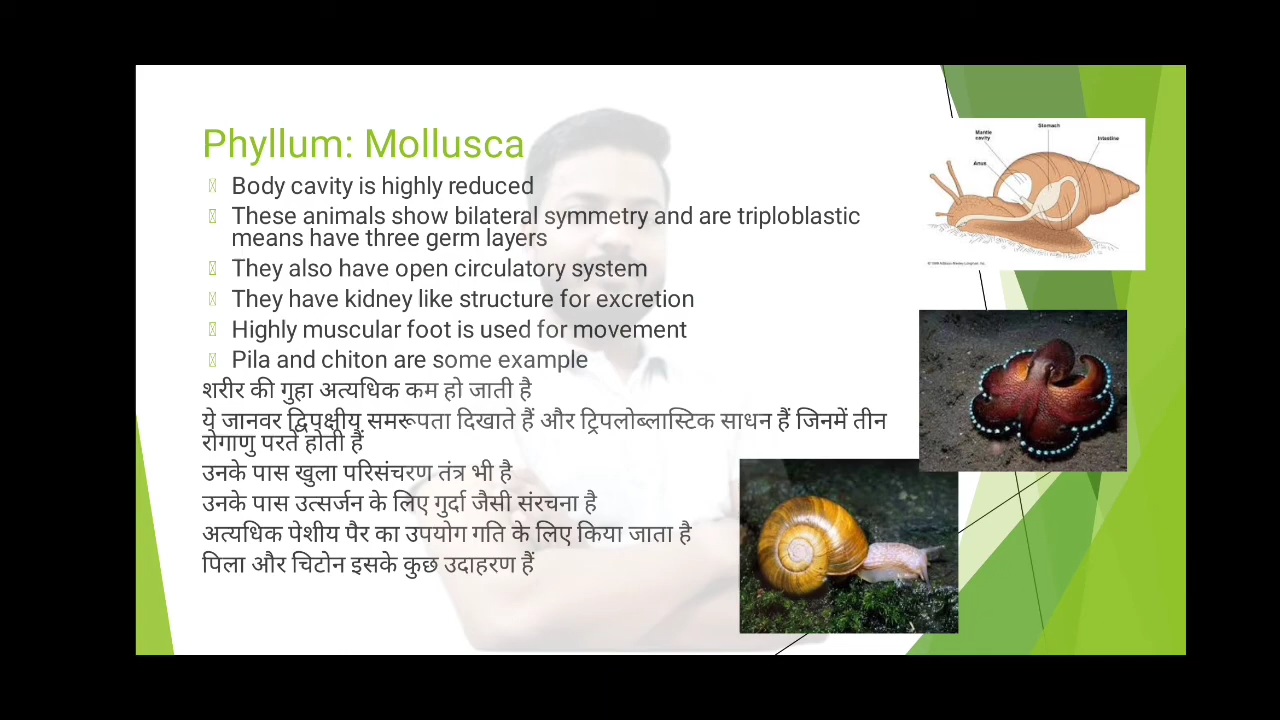 Phyllum: Mollusca
Body cavity is highly reduced
These animals show bilateral symmetry and are triploblastic
means have three germ layers
They also have open circulatory system
They have kidney like structure for excretion
Highly muscular foot is used for movement
Pila and chiton are some example
शरीर की गुहा अत्यधिक कम हो जाती है
ये जानवर द्विपक्षीय समरूपता दिखाते हैं और ट्रिपलोब्लास्टिक साधन हैं जिनमें तीन
रोगाणु परतें होती हैं
उनके पास खुला परिसंचरण तंत्र भी है
उनके पास उत्सर्जन के लिए गुर्दा जैसी संरचना है
अत्यधिक पेशीय पैर का उपयोग गति के लिए किया जाता है
पिला और चिटोन इसके कुछ उदाहरण हैं
Stomach
Mantle
cavity
Intestine
Anus